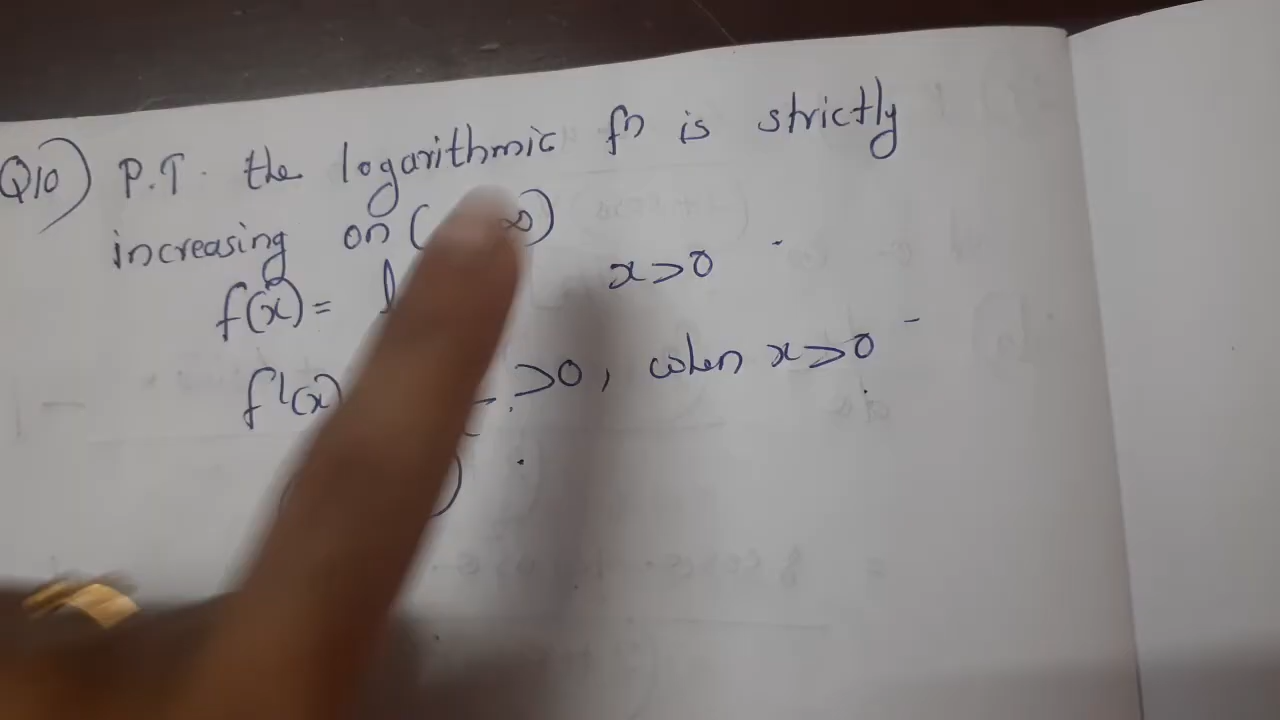 Q10) P.T. the logarithmic fn is strictly
increasing on ( ∞)
f(x) = x>0
f'(x) >0, when x>0